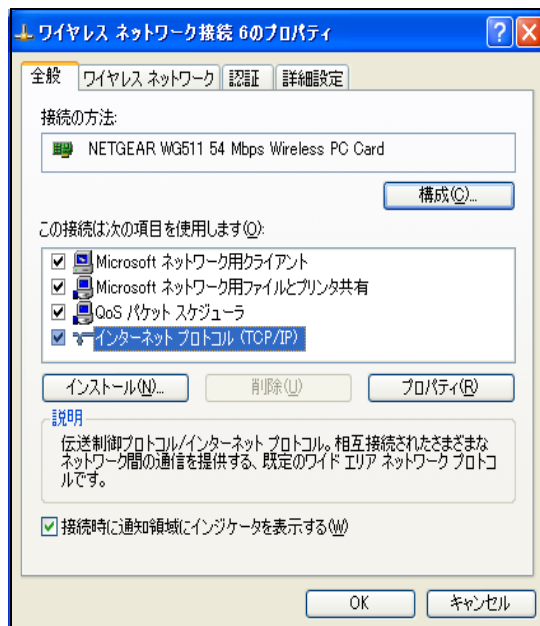 ワイヤレス ネットワーク接続 6のプロパティ
全般 ワイヤレス ネットワーク 認証 詳細設定
接続の方法:
NETGEAR WG511 54 Mbps Wireless PC Card
構成(C)...
この接続は次の項目を使用します(O):
Microsoft ネットワーク用クライアント
Microsoft ネットワーク用ファイルとプリンタ共有
QoS パケット スケジューラ
インターネット プロトコル (TCP/IP)
インストール(N)... 削除(U) プロパティ(R)
説明
伝送制御プロトコル/インターネット プロトコル。相互接続されたさまざまな
ネットワーク間の通信を提供する、既定のワイド エリア ネットワーク プロトコ
ルです。
接続時に通知領域にインジケータを表示する(W)
OK キャンセル